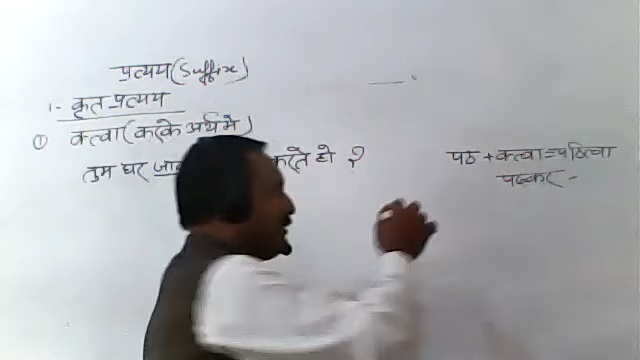 प्रत्यय (Suffix)
1- कृत प्रत्यय
① क्त्वा (करके अर्थ मे)
तुम घर करते हो ?
पठ + क्त्वा = पठित्वा
पढ्कर -